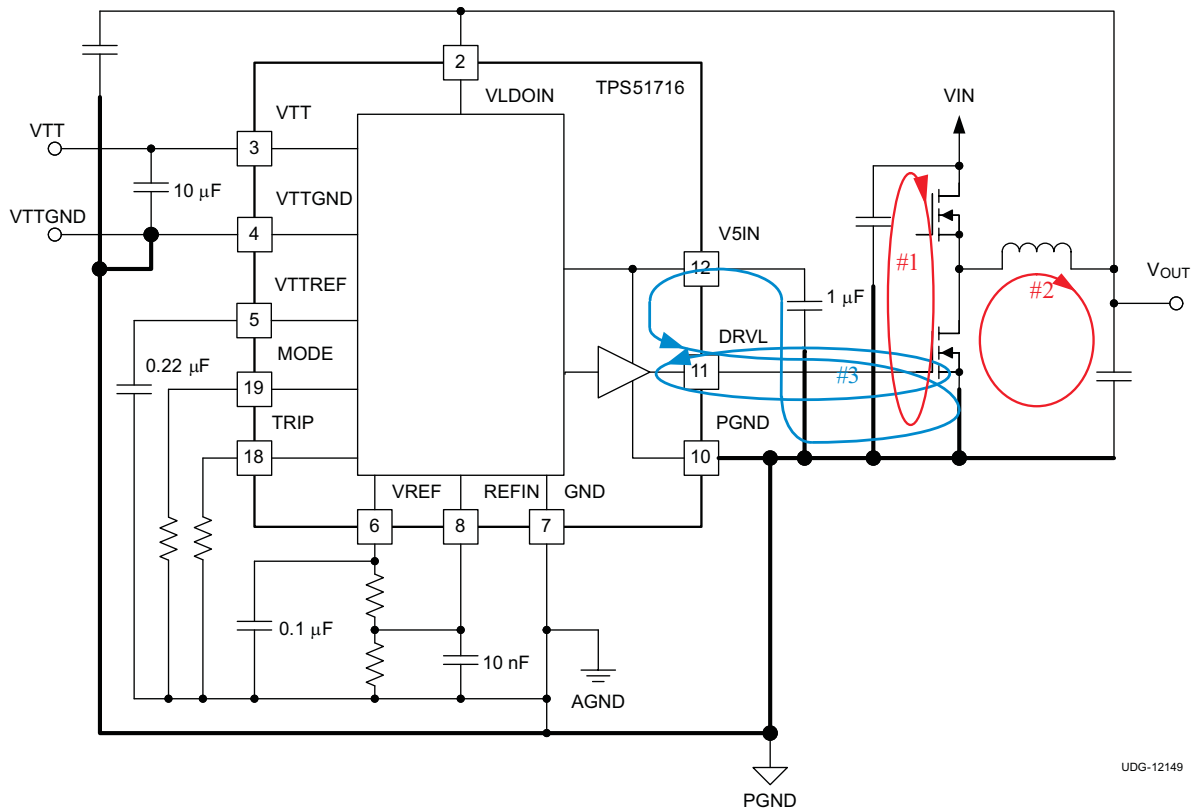 2
TPS51716
VLDOIN
VIN
VTT
VTT
3
10 µF
VTTGND
VTTGND
4
V5IN
12
#1
#2
VOUT
VTTREF
5
1 µF
MODE
DRVL
0.22 µF
19
11
#3
TRIP
PGND
18
10
VREF
REFIN
GND
6
8
7
0.1 µF
10 nF
AGND
PGND
UDG-12149